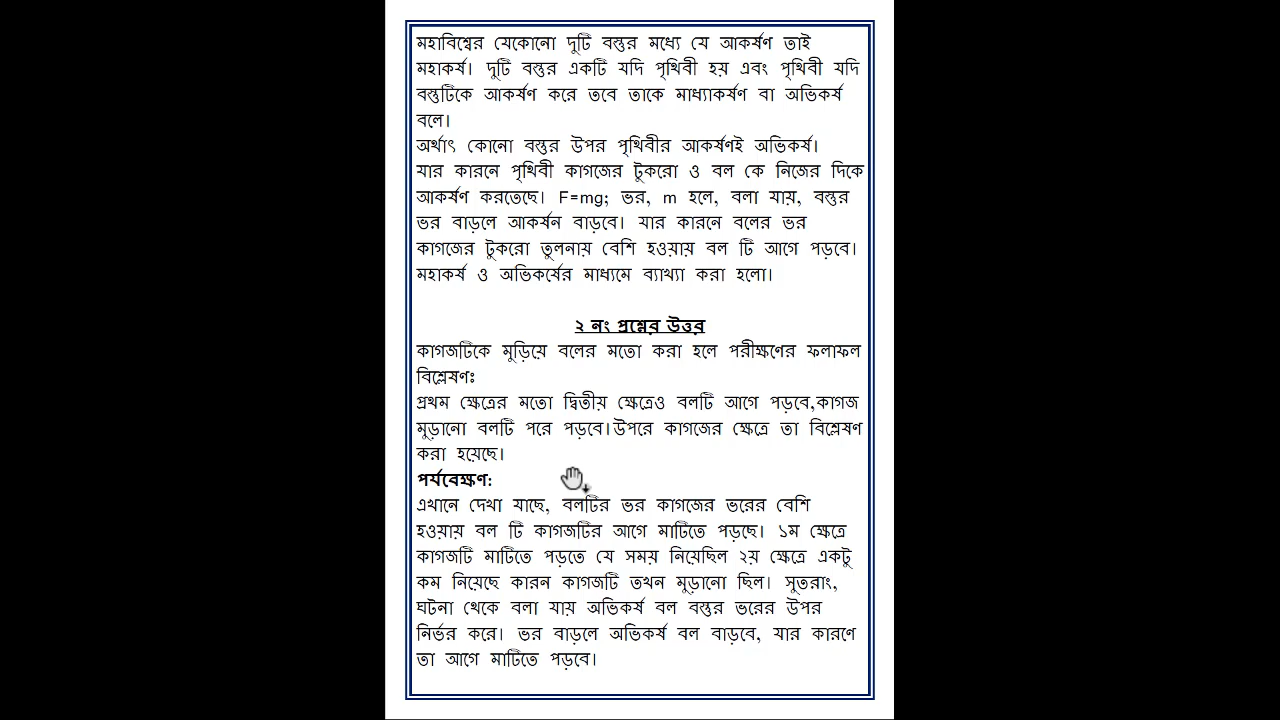 মহাবিশ্বের যেকোনো দুটি বস্তুর মধ্যে যে আকর্ষণ তাই
মহাকর্ষ। দুটি বস্তুর একটি যদি পৃথিবী হয় এবং পৃথিবী যদি
বস্তুটিকে আকর্ষণ করে তবে তাকে মাধ্যাকর্ষণ বা অভিকর্ষ
বলে।
অর্থাৎ কোনো বস্তুর উপর পৃথিবীর আকর্ষণই অভিকর্ষ।
যার কারনে পৃথিবী কাগজের টুকরো ও বল কে নিজের দিকে
আকর্ষণ করতেছে। F=mg; ভর, m হলে, বলা যায়, বস্তুর
ভর বাড়লে আকর্ষন বাড়বে। যার কারনে বলের ভর
কাগজের টুকরো তুলনায় বেশি হওয়ায় বল টি আগে পড়বে।
মহাকর্ষ ও অভিকর্ষের মাধ্যমে ব্যাখ্যা করা হলো।
২ নং প্রশ্নের উত্তর
কাগজটিকে মুড়িয়ে বলের মতো করা হলে পরীক্ষণের ফলাফল
বিশ্লেষণঃ
প্রথম ক্ষেত্রের মতো দ্বিতীয় ক্ষেত্রেও বলটি আগে পড়বে,কাগজ
মুড়ানো বলটি পরে পড়বে।উপরে কাগজের ক্ষেত্রে তা বিশ্লেষণ
করা হয়েছে।
পর্যবেক্ষণ:
এখানে দেখা যাছে, বলটির ভর কাগজের ভরের বেশি
হওয়ায় বল টি কাগজটির আগে মাটিতে পড়ছে। ১ম ক্ষেত্রে
কাগজটি মাটিতে পড়তে যে সময় নিয়েছিল ২য় ক্ষেত্রে একটু
কম নিয়েছে কারন কাগজটি তখন মুড়ানো ছিল। সুতরাং,
ঘটনা থেকে বলা যায় অভিকর্ষ বল বস্তুর ভরের উপর
নির্ভর করে। ভর বাড়লে অভিকর্ষ বল বাড়বে, যার কারণে
তা আগে মাটিতে পড়বে।